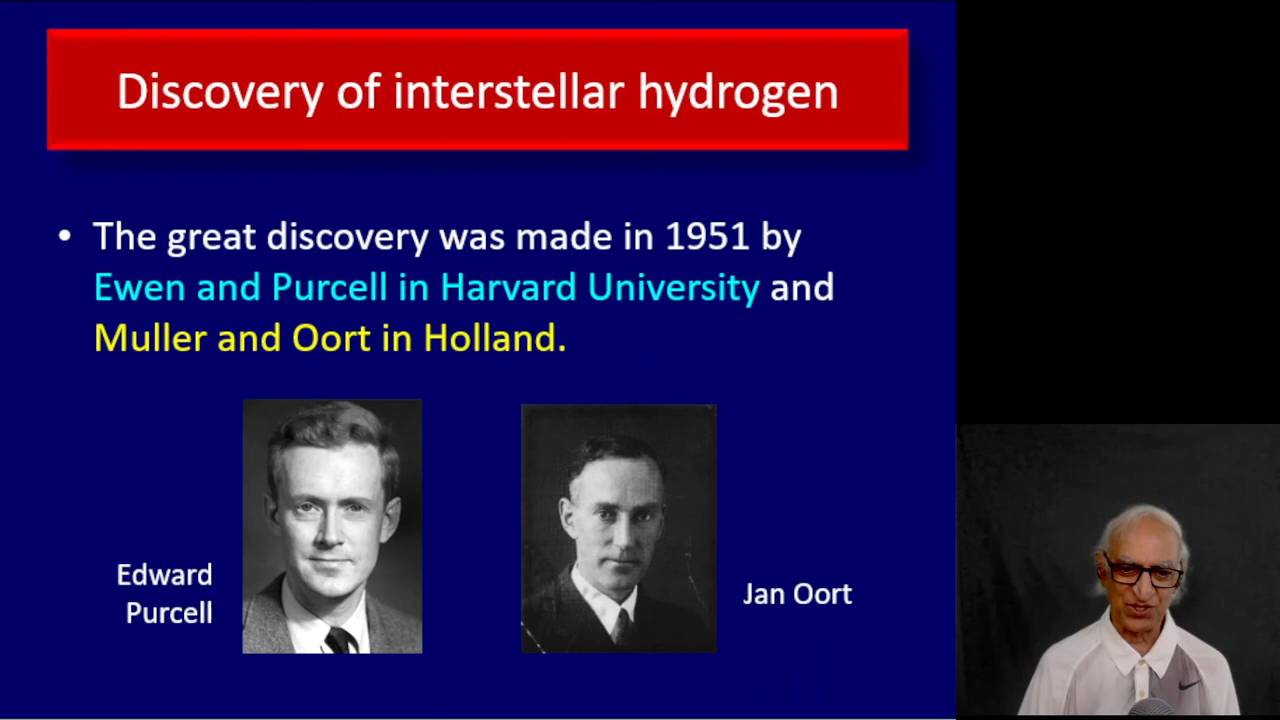 Discovery of interstellar hydrogen
• The great discovery was made in 1951 by
Ewen and Purcell in Harvard University and
Muller and Oort in Holland.
Edward
Purcell
Jan Oort